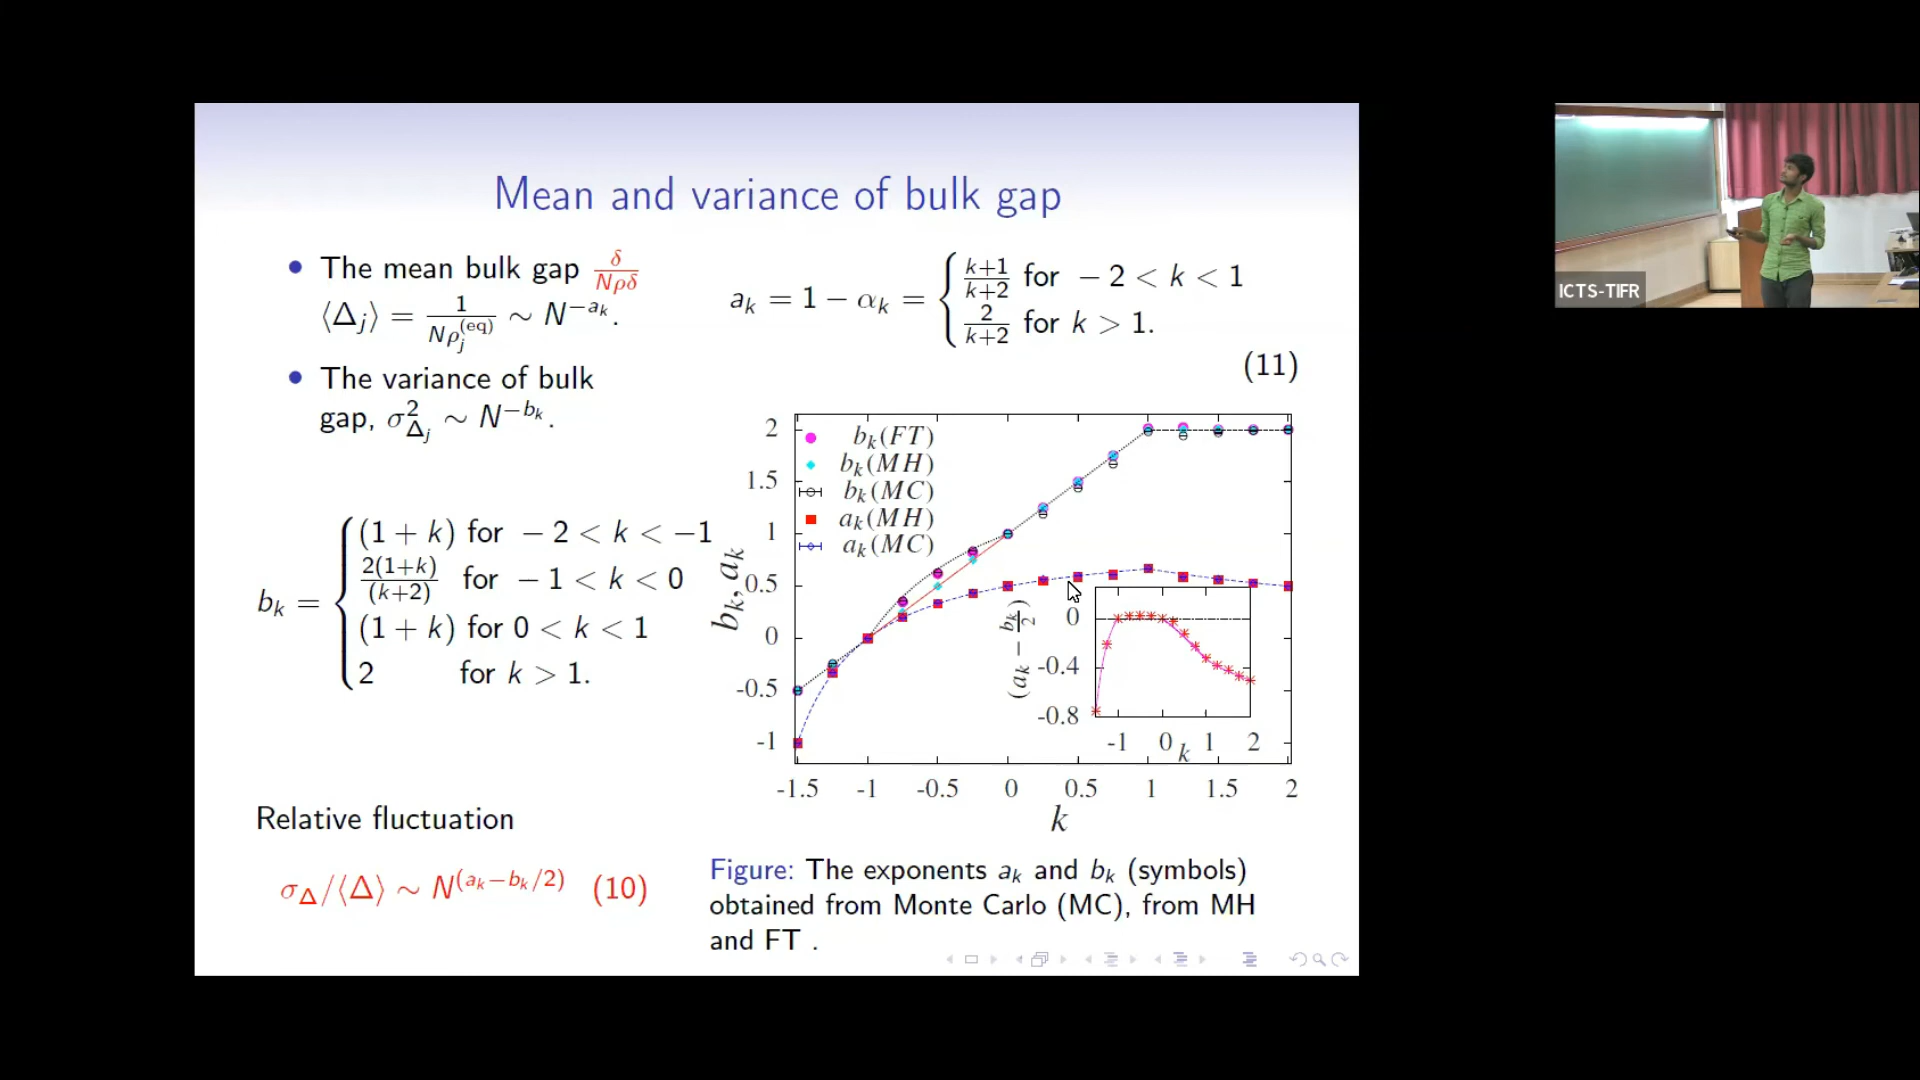 Mean and variance of bulk gap
• The mean bulk gap δ/Nρδ
⟨Δ_j⟩ = 1/Nρ_j^(eq) ~ N^{−a_k}.
• The variance of bulk
gap, σ²_{Δ_j} ~ N^{−b_k}.
a_k = 1 − α_k = { k+1/k+2 for − 2 < k < 1
2/k+2 for k > 1.
(11)
b_k = { (1 + k) for − 2 < k < −1
2(1+k)/(k+2) for − 1 < k < 0
(1 + k) for 0 < k < 1
2 for k > 1.
Relative fluctuation
σ_Δ/⟨Δ⟩ ~ N^{(a_k−b_k/2)} (10)
b_k(FT)
b_k(MH)
b_k(MC)
a_k(MH)
a_k(MC)
b_k, a_k
2
1.5
1
0.5
0
-0.5
-1
-1.5 -1 -0.5 0 0.5 1 1.5 2
k
(a_k − b_k/2)
0
-0.4
-0.8
-1 0 1 2
k
Figure: The exponents a_k and b_k (symbols)
obtained from Monte Carlo (MC), from MH
and FT .
ICTS-TIFR